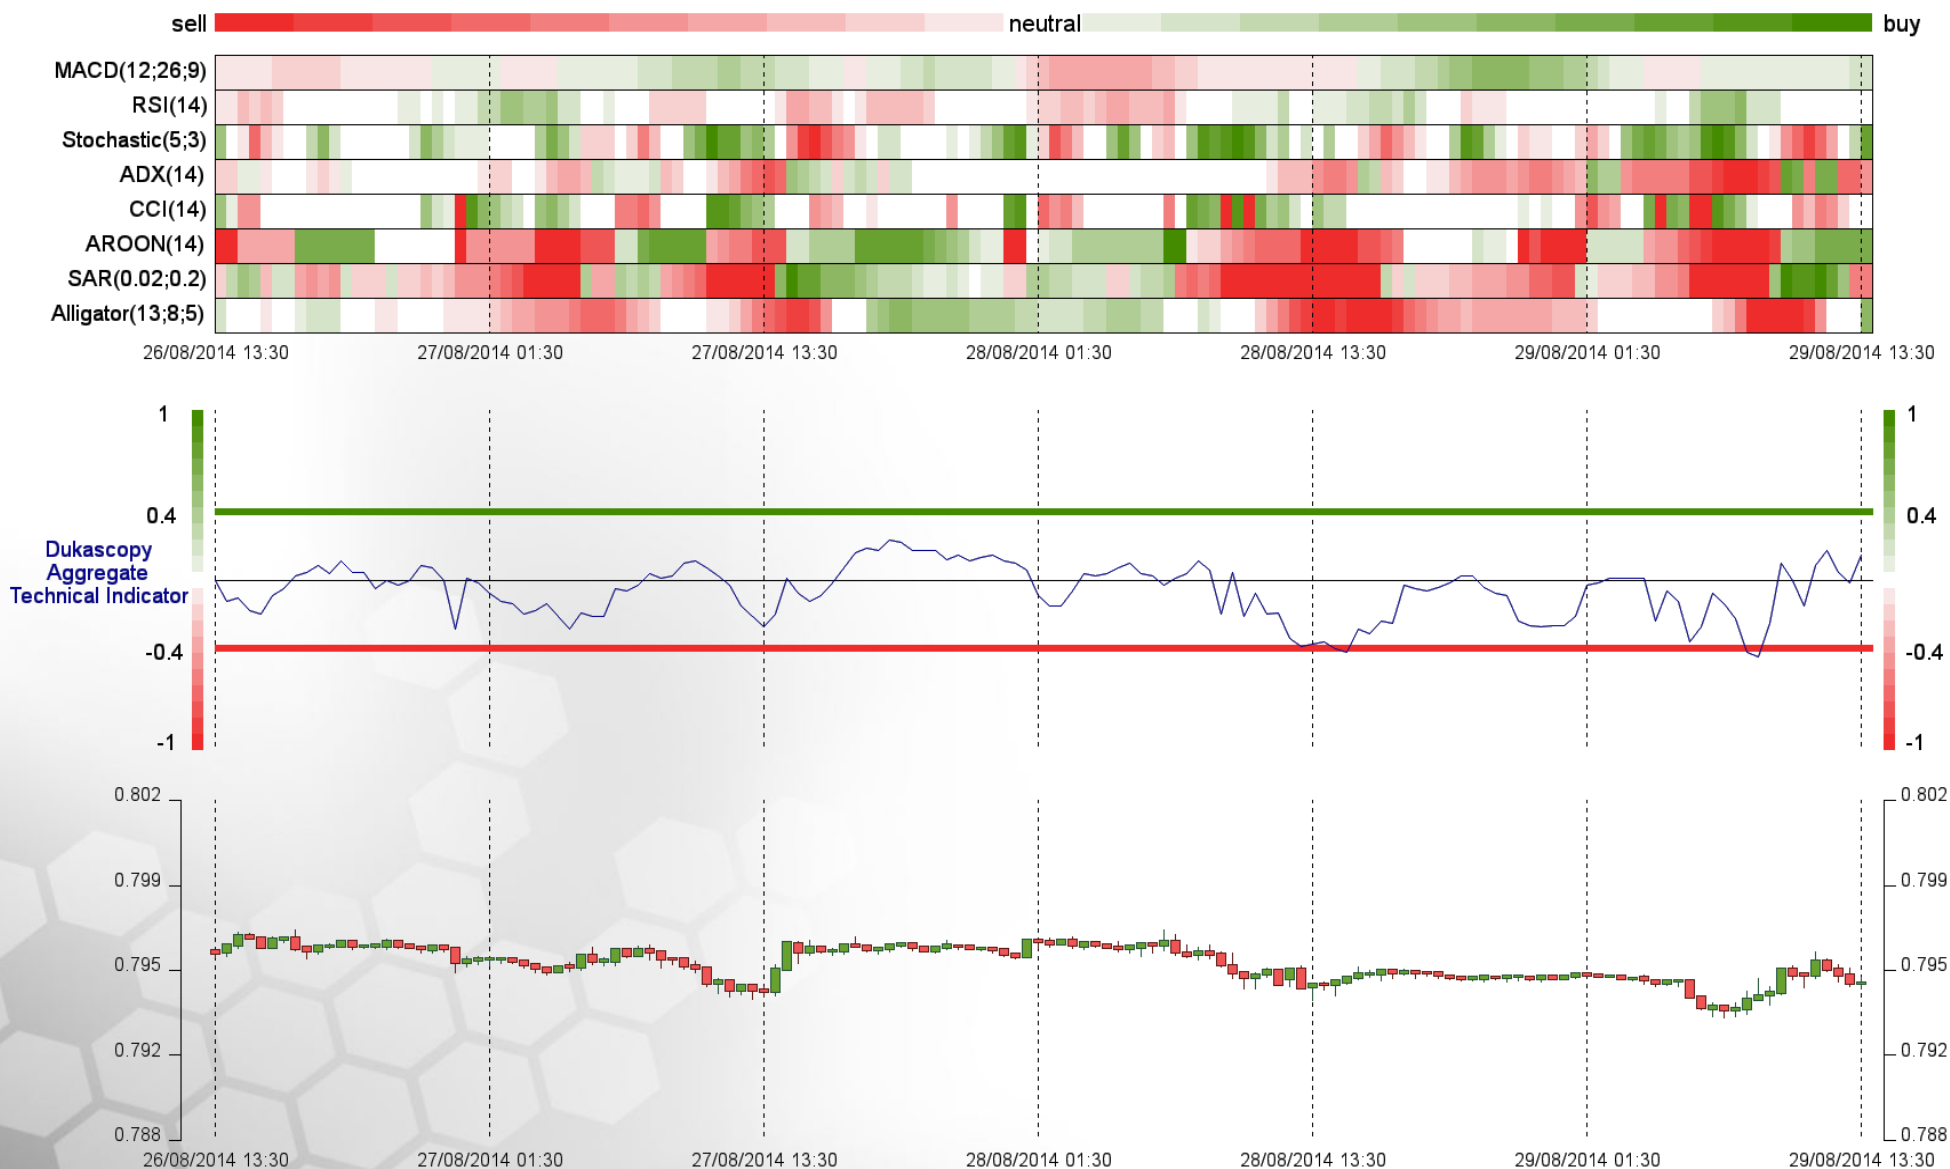 sell neutral buy
MACD(12;26;9)
RSI(14)
Stochastic(5;3)
ADX(14)
CCI(14)
AROON(14)
SAR(0.02;0.2)
Alligator(13;8;5)
26/08/2014 13:30 27/08/2014 01:30 27/08/2014 13:30 28/08/2014 01:30 28/08/2014 13:30 29/08/2014 01:30 29/08/2014 13:30
1 1
0.4 0.4
Dukascopy
Aggregate
Technical Indicator
-0.4 -0.4
-1 -1
0.802 0.802
0.799 0.799
0.795 0.795
0.792 0.792
0.788 0.788
26/08/2014 13:30 27/08/2014 01:30 27/08/2014 13:30 28/08/2014 01:30 28/08/2014 13:30 29/08/2014 01:30 29/08/2014 13:30